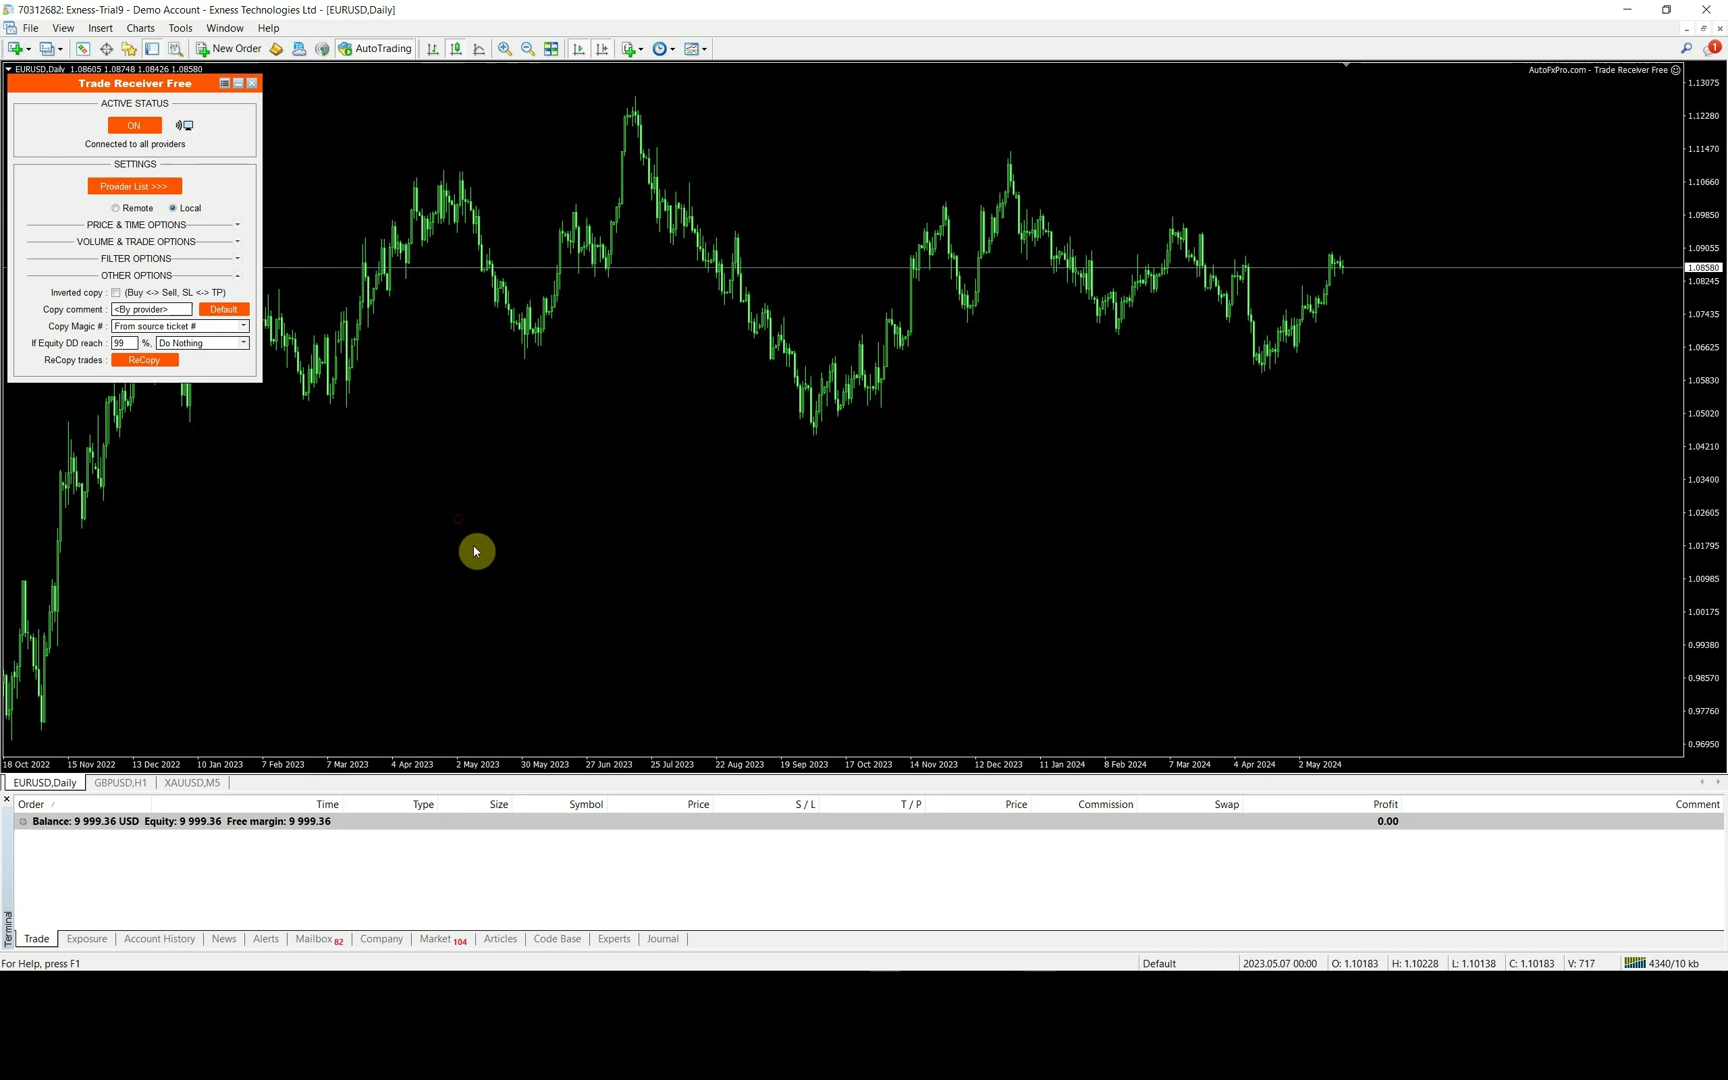 70312682: Exness-Trial9 - Demo Account - Exness Technologies Ltd - [EURUSD,Daily]
File View Insert Charts Tools Window Help
New Order AutoTrading 1
EURUSD,Daily 1.08605 1.08748 1.08426 1.08580
AutoFxPro.com - Trade Receiver Free
Trade Receiver Free
ACTIVE STATUS
ON
Connected to all providers
SETTINGS
Provider List >>>
Remote Local
PRICE & TIME OPTIONS
VOLUME & TRADE OPTIONS
FILTER OPTIONS
OTHER OPTIONS
Inverted copy : (Buy <-> Sell, SL <-> TP)
Copy comment : <By provider> Default
Copy Magic # : From source ticket #
If Equity DD reach : 99 %, Do Nothing
ReCopy trades : ReCopy
1.13075
1.12280
1.11470
1.10660
1.09850
1.09055
1.08580
1.08245
1.07435
1.06625
1.05830
1.05020
1.04210
1.03400
1.02605
1.01795
1.00985
1.00175
0.99380
0.98570
0.97760
0.96950
18 Oct 2022 15 Nov 2022 13 Dec 2022 10 Jan 2023 7 Feb 2023 7 Mar 2023 4 Apr 2023 2 May 2023 30 May 2023 27 Jun 2023 25 Jul 2023 22 Aug 2023 19 Sep 2023 17 Oct 2023 14 Nov 2023 12 Dec 2023 11 Jan 2024 8 Feb 2024 7 Mar 2024 4 Apr 2024 2 May 2024
EURUSD,Daily GBPUSD,H1 XAUUSD,M5
Order / Time Type Size Symbol Price S / L T / P Price Commission Swap Profit Comment
Balance: 9 999.36 USD Equity: 9 999.36 Free margin: 9 999.36 0.00
Terminal
Trade Exposure Account History News Alerts Mailbox 82 Company Market 104 Articles Code Base Experts Journal
For Help, press F1 Default 2023.05.07 00:00 O: 1.10183 H: 1.10228 L: 1.10138 C: 1.10183 V: 717 4340/10 kb